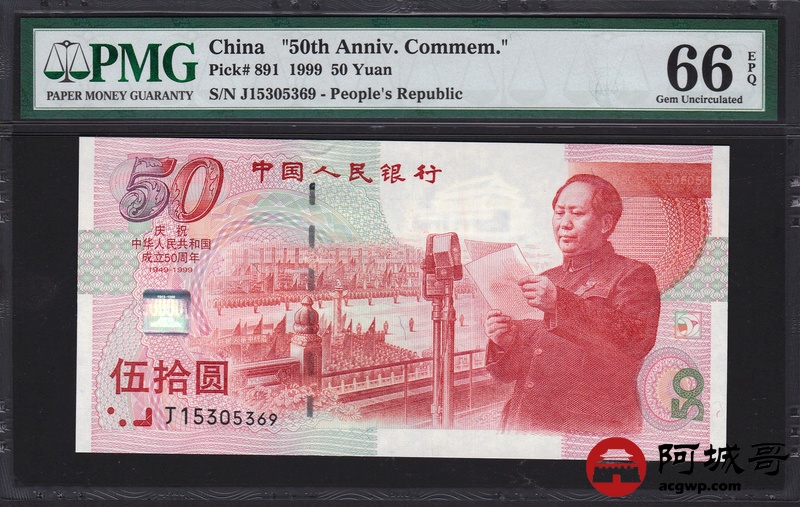 PMG
PAPER MONEY GUARANTY
China "50th Anniv. Commem."
Pick# 891 1999 50 Yuan
S/N J15305369 - People's Republic
66
EPQ
Gem Uncirculated
50
中国人民银行
庆祝
中华人民共和国
成立50周年
1949-1999
伍拾圆
J15305369
50
阿城哥
acgwp.com